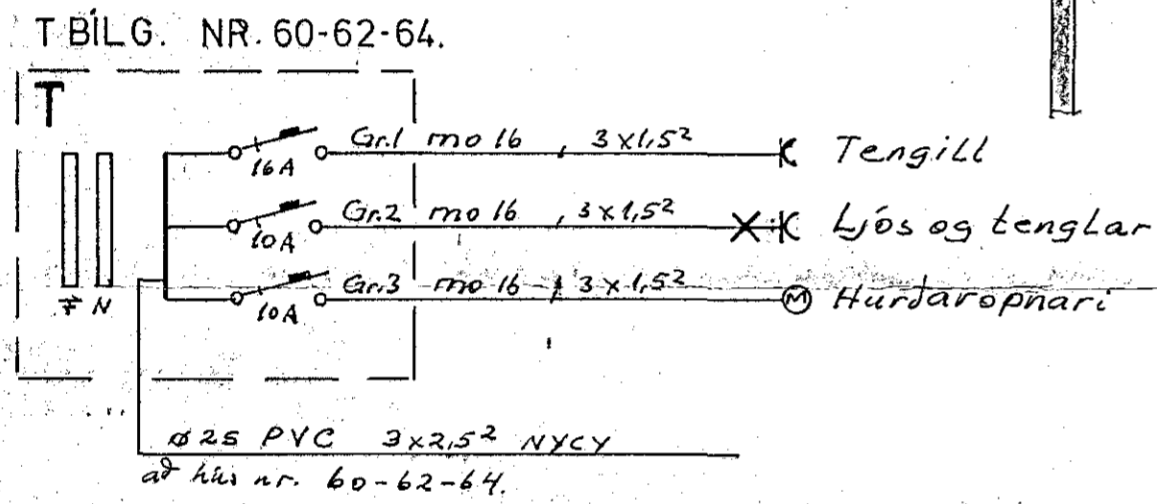 T BÍLG. NR. 60-62-64.
T
Gr.1 mo 16 , 3x1,5² Tengill
16A
Gr.2 mo 16 , 3x1,5² Ljós og tenglar
10A
Gr.3 mo 16 , 3x1,5² M Hurðaropnari
10A
N
ø25 PVC 3x2,5² NYCY
að hús nr. 60-62-64.